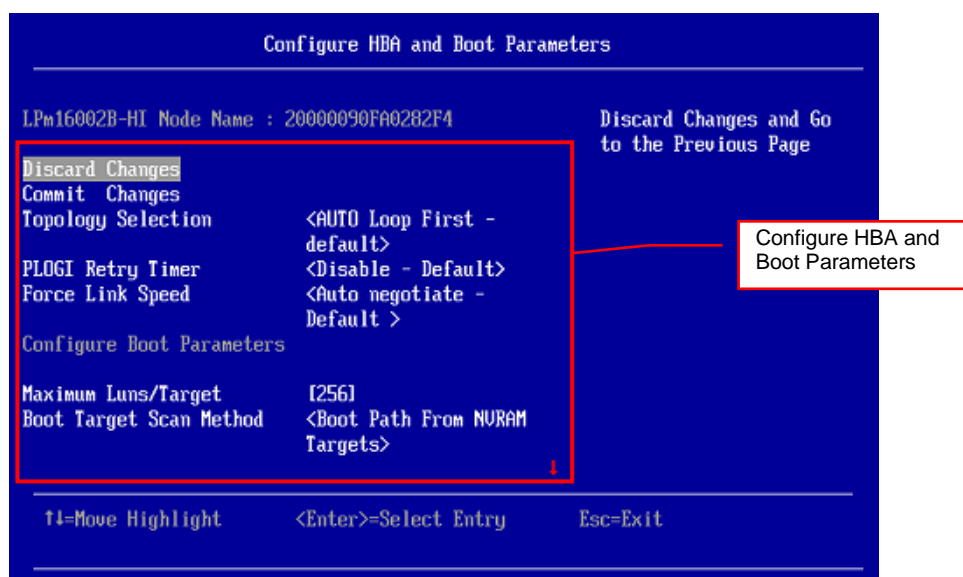 Configure HBA and Boot Parameters
LPm16002B-HI Node Name : 20000090FA0282F4
Discard Changes and Go
to the Previous Page
Discard Changes
Commit  Changes
Topology Selection <AUTO Loop First -
default>
PLOGI Retry Timer <Disable - Default>
Force Link Speed <Auto negotiate -
Default >
Configure Boot Parameters
Maximum Luns/Target [256]
Boot Target Scan Method <Boot Path From NVRAM
Targets>
↓
Configure HBA and
Boot Parameters
↑↓=Move Highlight <Enter>=Select Entry Esc=Exit